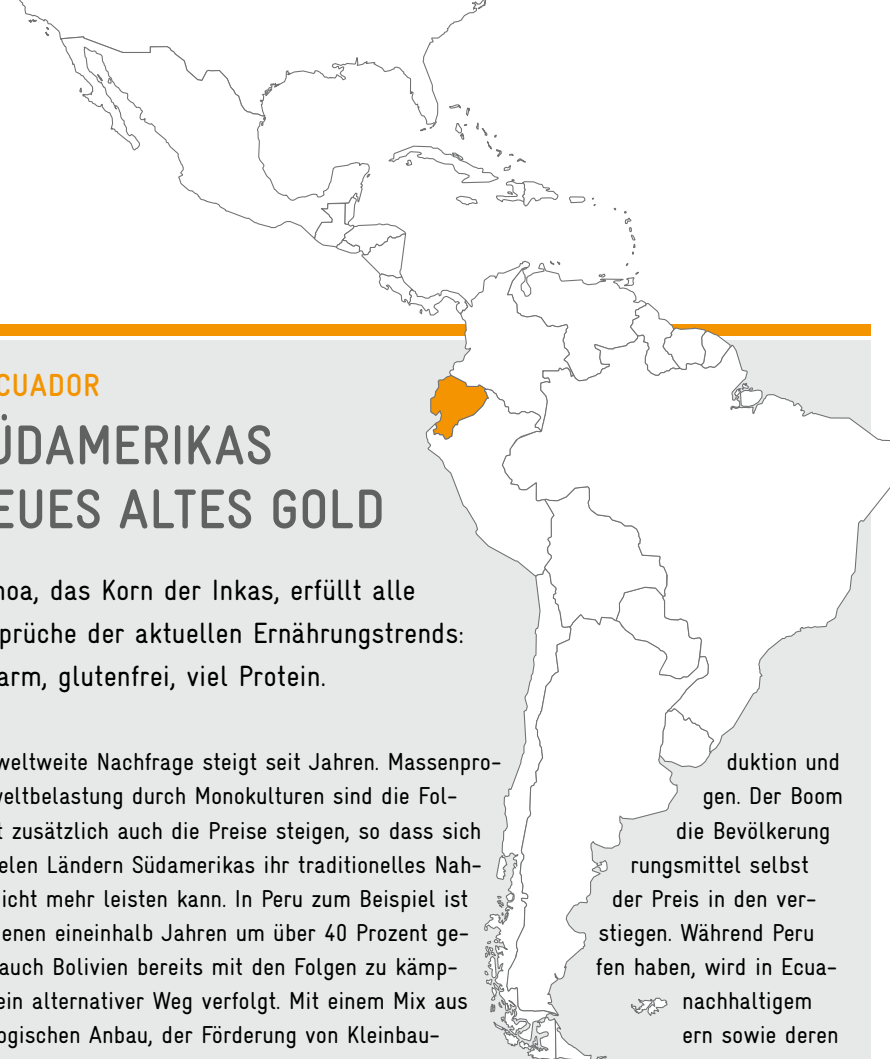 CUADOR
ÜDAMERIKAS
EUES ALTES GOLD
noa, das Korn der Inkas, erfüllt alle
prüche der aktuellen Ernährungstrends:
arm, glutenfrei, viel Protein.
weltweite Nachfrage steigt seit Jahren. Massenpro- duktion und
weltbelastung durch Monokulturen sind die Fol- gen. Der Boom
t zusätzlich auch die Preise steigen, so dass sich die Bevölkerung
elen Ländern Südamerikas ihr traditionelles Nah- rungsmittel selbst
icht mehr leisten kann. In Peru zum Beispiel ist der Preis in den ver-
enen eineinhalb Jahren um über 40 Prozent ge- stiegen. Während Peru
auch Bolivien bereits mit den Folgen zu kämp- fen haben, wird in Ecua-
ein alternativer Weg verfolgt. Mit einem Mix aus nachhaltigem
ogischen Anbau, der Förderung von Kleinbau- ern sowie deren